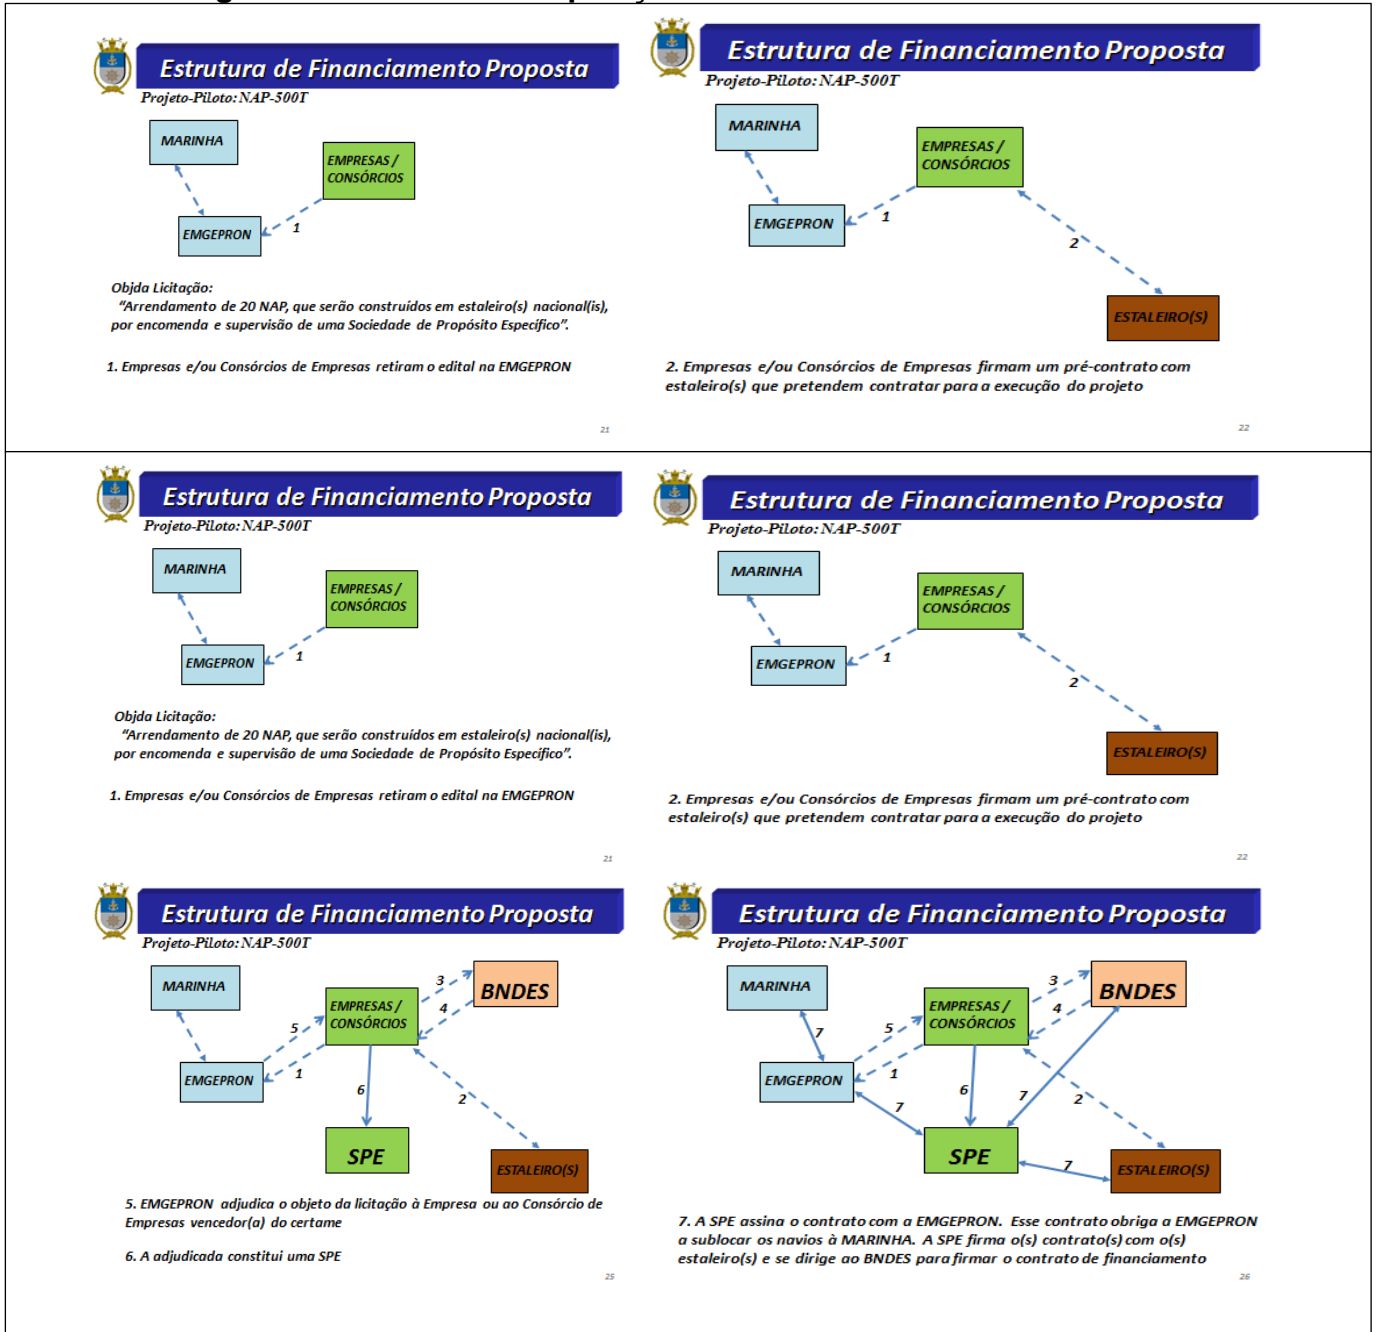 Estrutura de Financiamento Proposta
Projeto-Piloto: NAP-500T
MARINHA
EMPRESAS /
CONSÓRCIOS
EMGEPRON
1
Objda Licitação:
“Arrendamento de 20 NAP, que serão construídos em estaleiro(s) nacional(is),
por encomenda e supervisão de uma Sociedade de Propósito Específico”.
1. Empresas e/ou Consórcios de Empresas retiram o edital na EMGEPRON
21
Estrutura de Financiamento Proposta
Projeto-Piloto: NAP-500T
MARINHA
EMPRESAS /
CONSÓRCIOS
EMGEPRON
1
2
ESTALEIRO(S)
2. Empresas e/ou Consórcios de Empresas firmam um pré-contrato com
estaleiro(s) que pretendem contratar para a execução do projeto
22
Estrutura de Financiamento Proposta
Projeto-Piloto: NAP-500T
MARINHA
EMPRESAS /
CONSÓRCIOS
EMGEPRON
1
Objda Licitação:
“Arrendamento de 20 NAP, que serão construídos em estaleiro(s) nacional(is),
por encomenda e supervisão de uma Sociedade de Propósito Específico”.
1. Empresas e/ou Consórcios de Empresas retiram o edital na EMGEPRON
21
Estrutura de Financiamento Proposta
Projeto-Piloto: NAP-500T
MARINHA
EMPRESAS /
CONSÓRCIOS
EMGEPRON
1
2
ESTALEIRO(S)
2. Empresas e/ou Consórcios de Empresas firmam um pré-contrato com
estaleiro(s) que pretendem contratar para a execução do projeto
22
Estrutura de Financiamento Proposta
Projeto-Piloto: NAP-500T
MARINHA
EMPRESAS /
CONSÓRCIOS
3
BNDES
4
5
EMGEPRON
1
6
2
SPE
ESTALEIRO(S)
5. EMGEPRON adjudica o objeto da licitação à Empresa ou ao Consórcio de
Empresas vencedor(a) do certame
6. A adjudicada constitui uma SPE
25
Estrutura de Financiamento Proposta
Projeto-Piloto: NAP-500T
MARINHA
EMPRESAS /
CONSÓRCIOS
3
BNDES
4
7
5
EMGEPRON
1
6
7
2
7
SPE
7
ESTALEIRO(S)
7. A SPE assina o contrato com a EMGEPRON. Esse contrato obriga a EMGEPRON
a sublocar os navios à MARINHA. A SPE firma o(s) contrato(s) com o(s)
estaleiro(s) e se dirige ao BNDES para firmar o contrato de financiamento
26